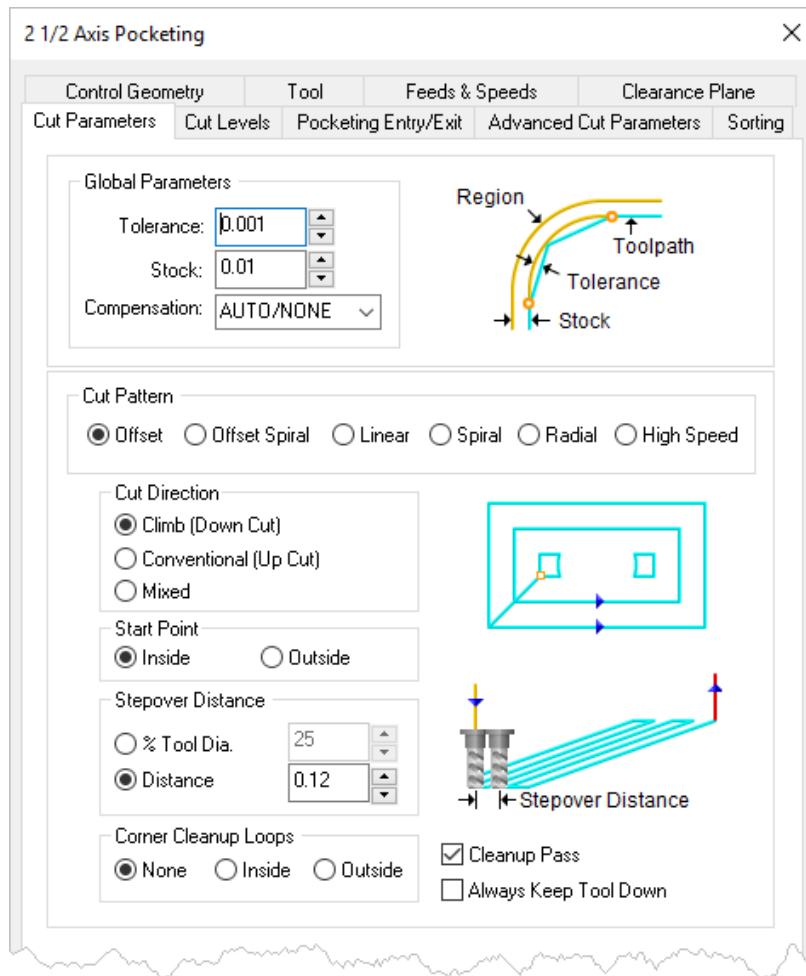 2 1/2 Axis Pocketing
Control Geometry Tool Feeds & Speeds Clearance Plane
Cut Parameters Cut Levels Pocketing Entry/Exit Advanced Cut Parameters Sorting
Global Parameters
Tolerance: 0.001
Stock: 0.01
Compensation: AUTO/NONE
Region
Toolpath
Tolerance
Stock
Cut Pattern
Offset Offset Spiral Linear Spiral Radial High Speed
Cut Direction
Climb (Down Cut)
Conventional (Up Cut)
Mixed
Start Point
Inside Outside
Stepover Distance
% Tool Dia. 25
Distance 0.12
Stepover Distance
Corner Cleanup Loops
None Inside Outside
Cleanup Pass
Always Keep Tool Down